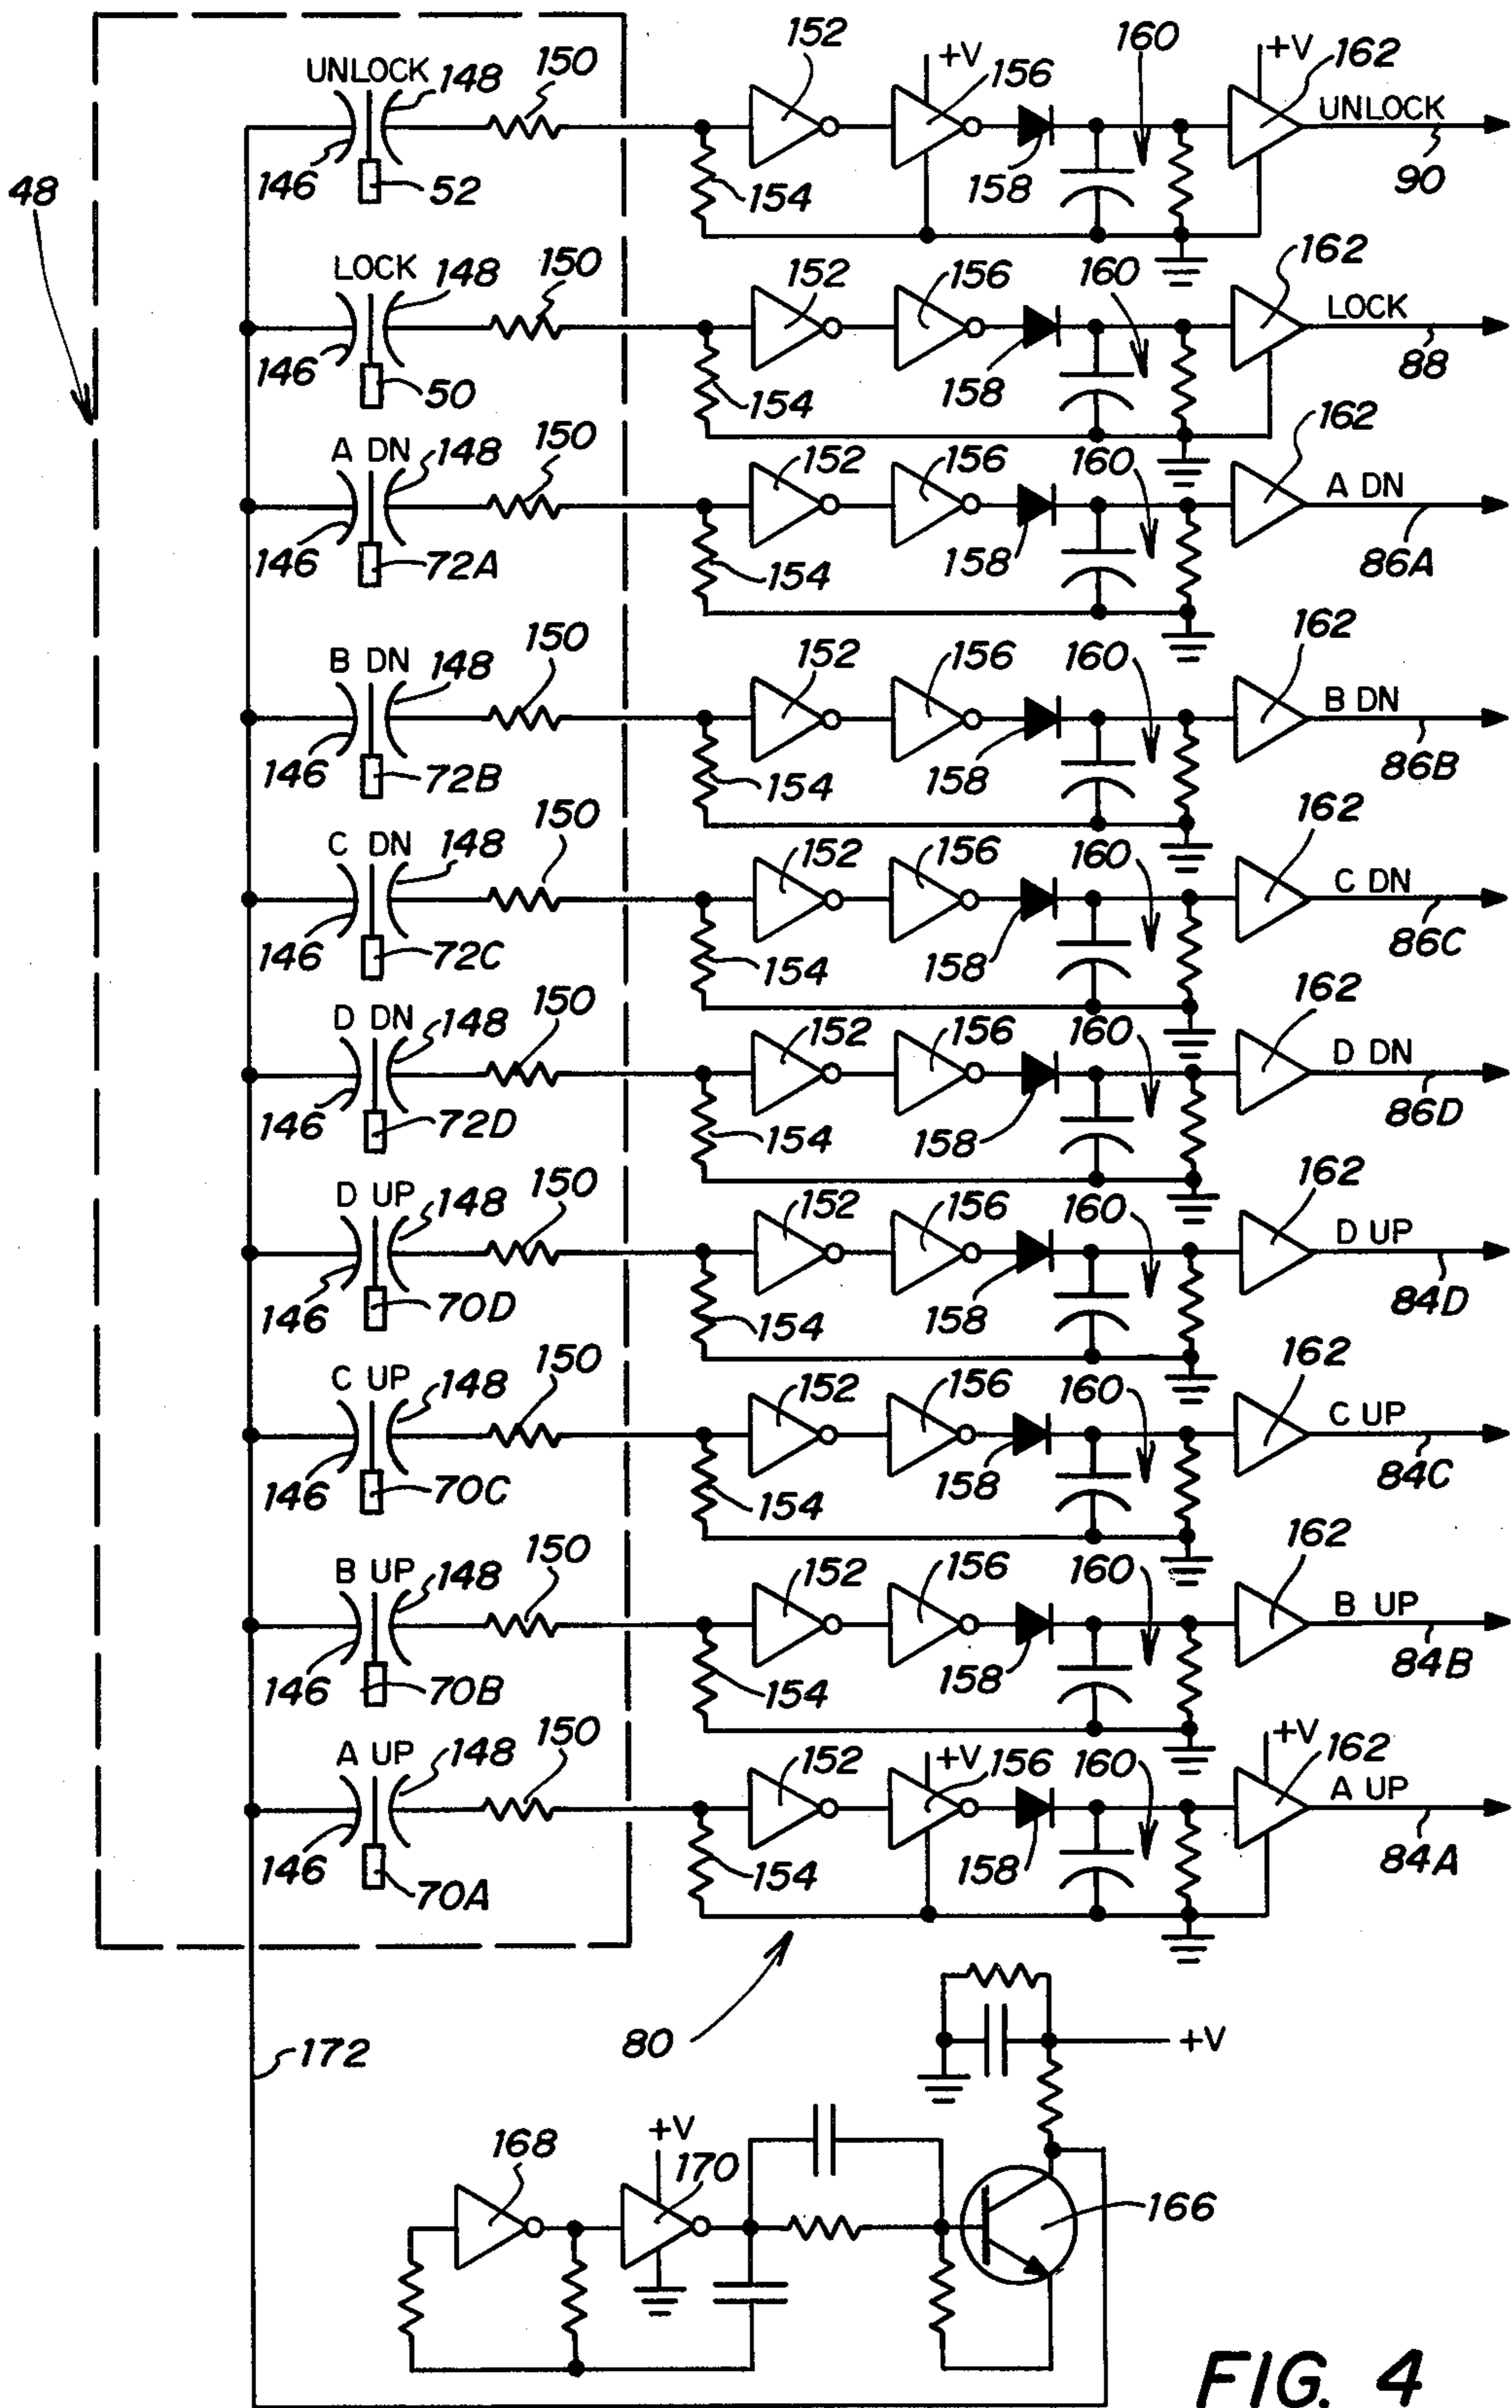 152
+V
160
+V
162
UNLOCK
148
150
156
UNLOCK
146
52
154
158
90
48
LOCK
148
150
152
156
160
162
LOCK
146
50
154
158
88
A DN
148
150
152
156
160
162
A DN
146
72A
154
158
86A
B DN
148
150
152
156
160
162
B DN
146
72B
154
158
86B
C DN
148
150
152
156
160
162
C DN
146
72C
154
158
86C
D DN
148
150
152
156
160
162
D DN
146
72D
154
158
86D
D UP
148
150
152
156
160
162
D UP
146
70D
154
158
84D
C UP
148
150
152
156
160
162
C UP
146
70C
154
158
84C
B UP
148
150
152
156
160
162
B UP
146
70B
154
158
84B
A UP
148
150
152
+V
156
160
+V
162
A UP
146
70A
154
158
84A
172
80
+V
168
+V
170
166
FIG. 4